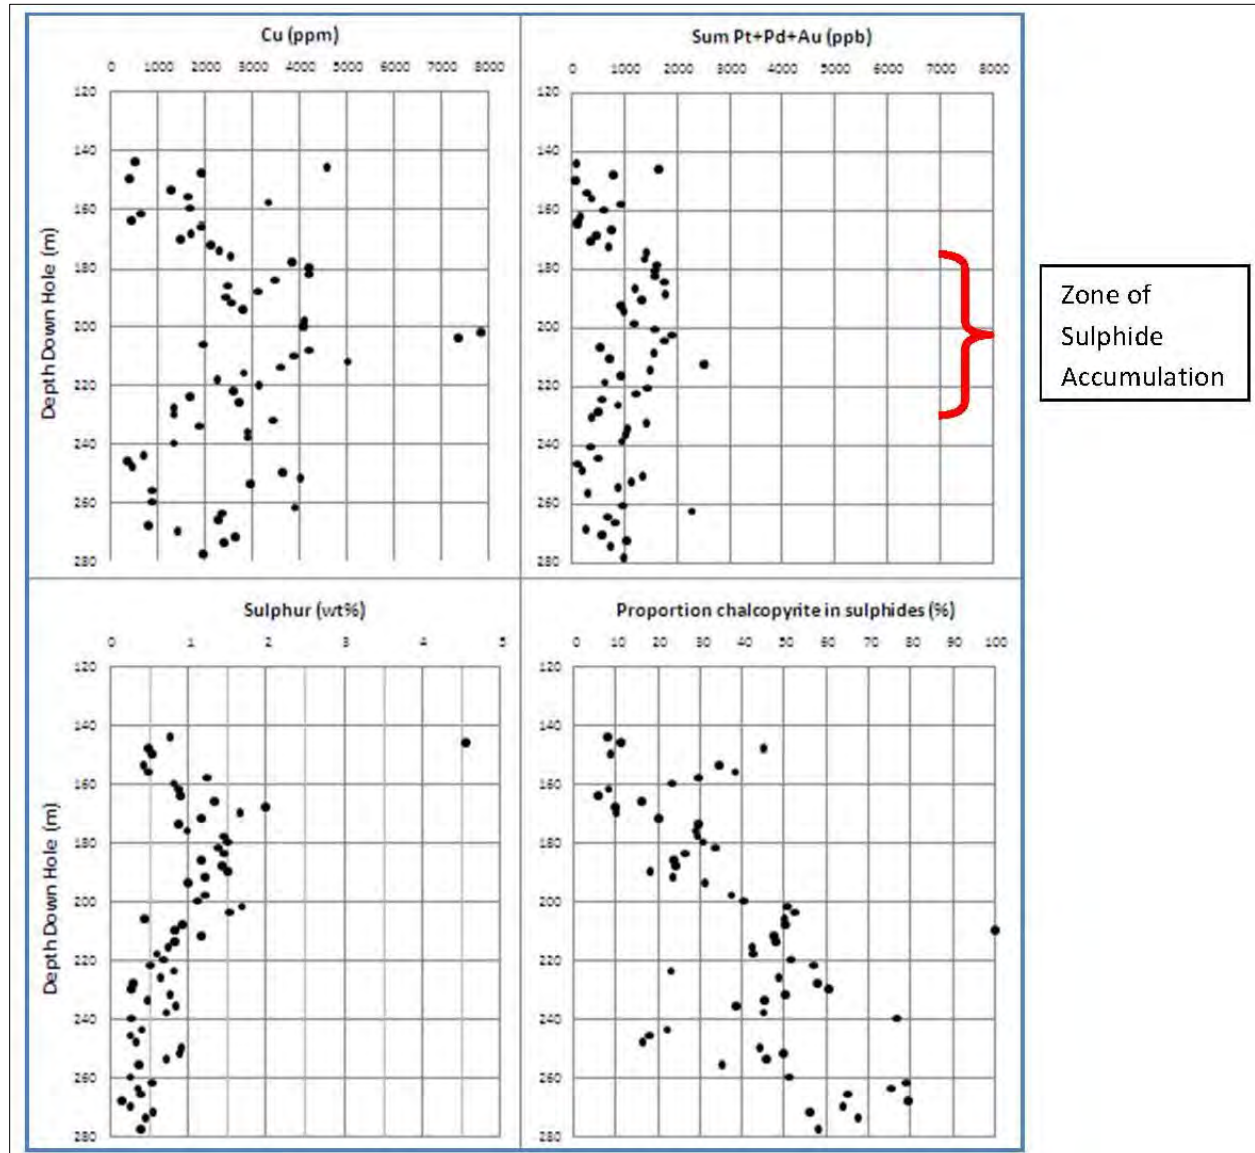 Cu (ppm)
0 1000 2000 3000 4000 5000 6000 7000 8000
120
140
160
180
200
220
240
260
280
Depth Down Hole (m)
Sum Pt+Pd+Au (ppb)
0 1000 2000 3000 4000 5000 6000 7000 8000
120
140
160
180
200
220
240
260
280
Zone of
Sulphide
Accumulation
Sulphur (wt%)
0 1 2 3 4 5
120
140
160
180
200
220
240
260
280
Depth Down Hole (m)
Proportion chalcopyrite in sulphides (%)
0 10 20 30 40 50 60 70 80 90 100
120
140
160
180
200
220
240
260
280